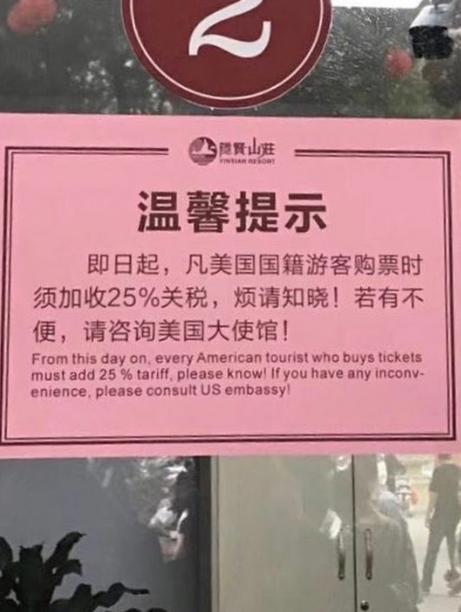 2
隐贤山莊
YINXIAN RESORT
温馨提示
即日起，凡美国国籍游客购票时
须加收25%关税，烦请知晓！若有不
便，请咨询美国大使馆！
From this day on, every American tourist who buys tickets
must add 25 % tariff, please know! If you have any inconv-
enience, please consult US embassy!